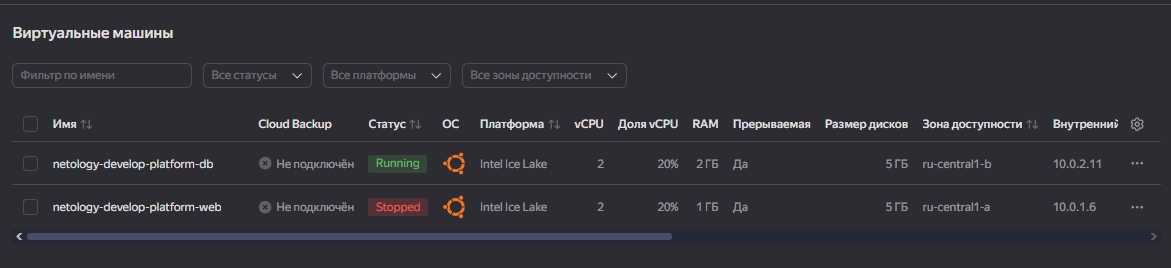 Виртуальные машины
Фильтр по имени Все статусы Все платформы Все зоны доступности
Имя Cloud Backup Статус ОС Платформа vCPU Доля vCPU RAM Прерываемая Размер дисков Зона доступности Внутренний
netology-develop-platform-db Не подключён Running Intel Ice Lake 2 20% 2 ГБ Да 5 ГБ ru-central1-b 10.0.2.11
netology-develop-platform-web Не подключён Stopped Intel Ice Lake 2 20% 1 ГБ Да 5 ГБ ru-central1-a 10.0.1.6